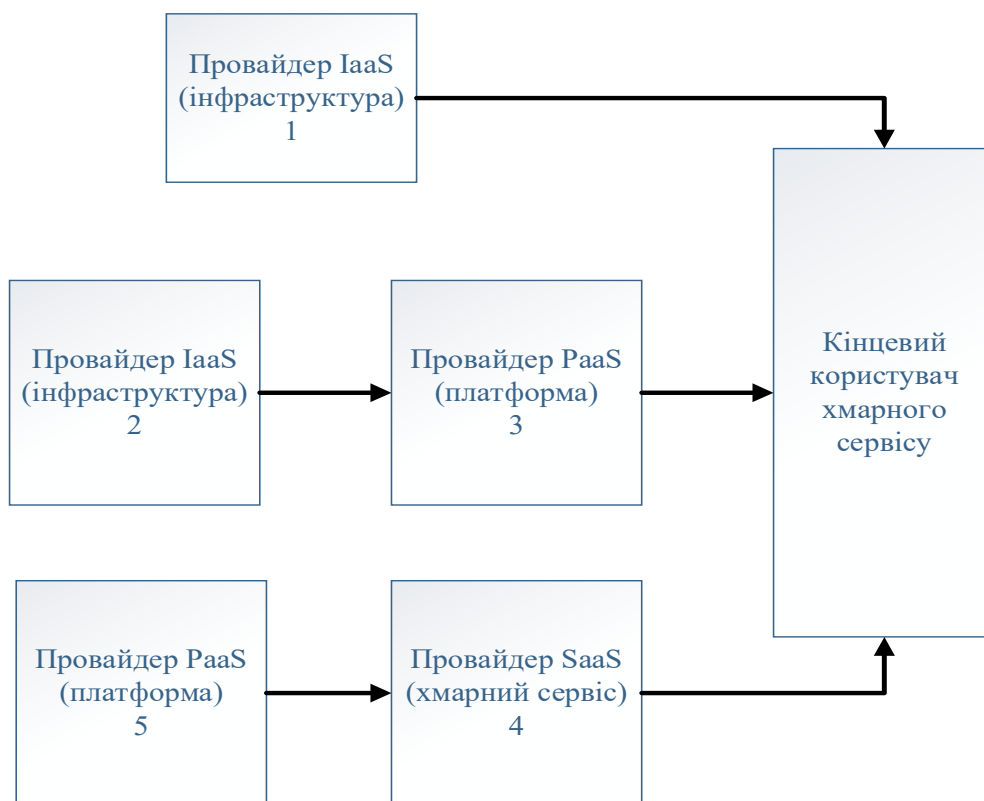 Провайдер IaaS
(інфраструктура)
1
Провайдер IaaS
(інфраструктура)
2
Провайдер PaaS
(платформа)
3
Кінцевий
користувач
хмарного
сервісу
Провайдер PaaS
(платформа)
5
Провайдер SaaS
(хмарний сервіс)
4